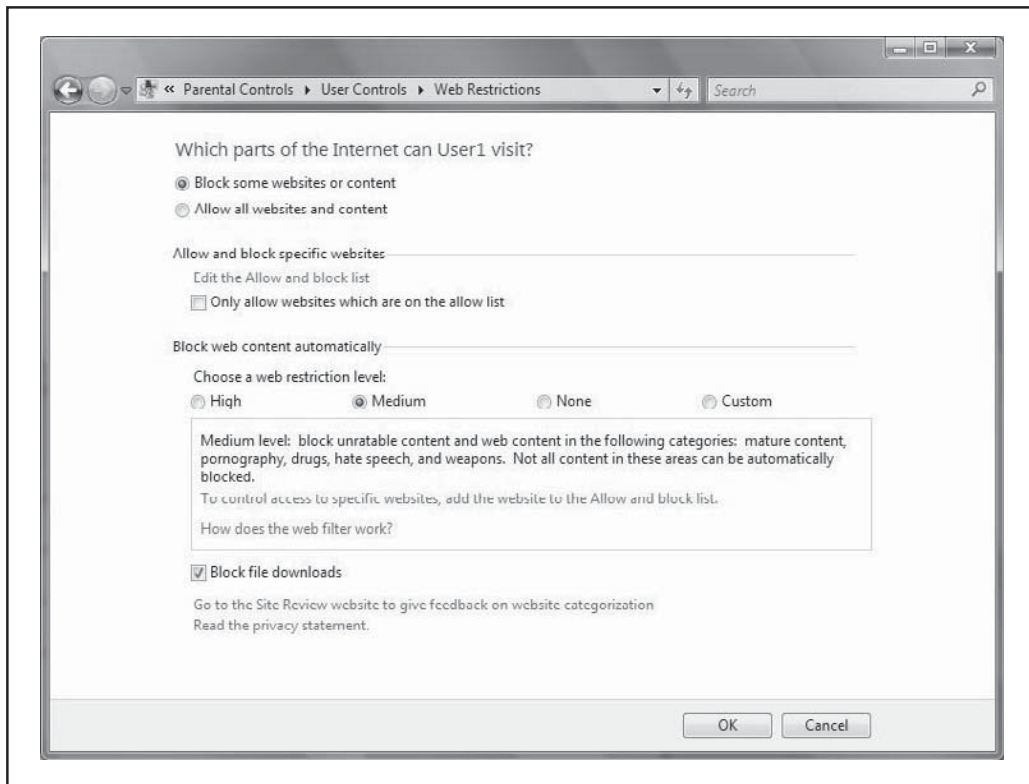 « Parental Controls ▸ User Controls ▸ Web Restrictions Search
Which parts of the Internet can User1 visit?
Block some websites or content
Allow all websites and content
Allow and block specific websites
Edit the Allow and block list
Only allow websites which are on the allow list
Block web content automatically
Choose a web restriction level:
High Medium None Custom
Medium level: block unratable content and web content in the following categories: mature content,
pornography, drugs, hate speech, and weapons. Not all content in these areas can be automatically
blocked.
To control access to specific websites, add the website to the Allow and block list.
How does the web filter work?
Block file downloads
Go to the Site Review website to give feedback on website categorization
Read the privacy statement.
OK Cancel